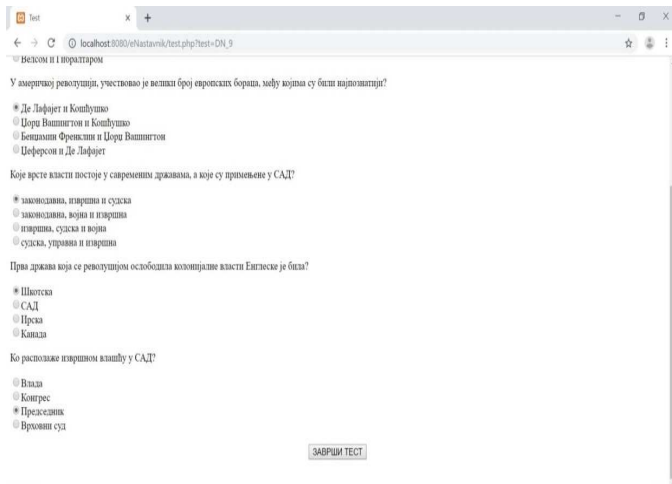 Test
localhost:8080/eNastavnik/test.php?test=DN_9
Велсом и Гибралтаром
У америчкој револуцији, учествовао је велики број европских бораца, међу којима су били најпознатији?
Де Лафајет и Кошћушко
Џорџ Вашингтон и Кошћушко
Бенџамин Френклин и Џорџ Вашингтон
Џеферсон и Де Лафајет
Које врсте власти постоје у савременим државама, а које су примењене у САД?
законодавна, извршна и судска
законодавна, војна и извршна
извршна, судска и војна
судска, управна и извршна
Прва држава која се револуцијом ослободила колонијалне власти Енглеске је била?
Шкотска
САД
Ирска
Канада
Ко располаже извршном влашћу у САД?
Влада
Конгрес
Председник
Врховни суд
ЗАВРШИ ТЕСТ